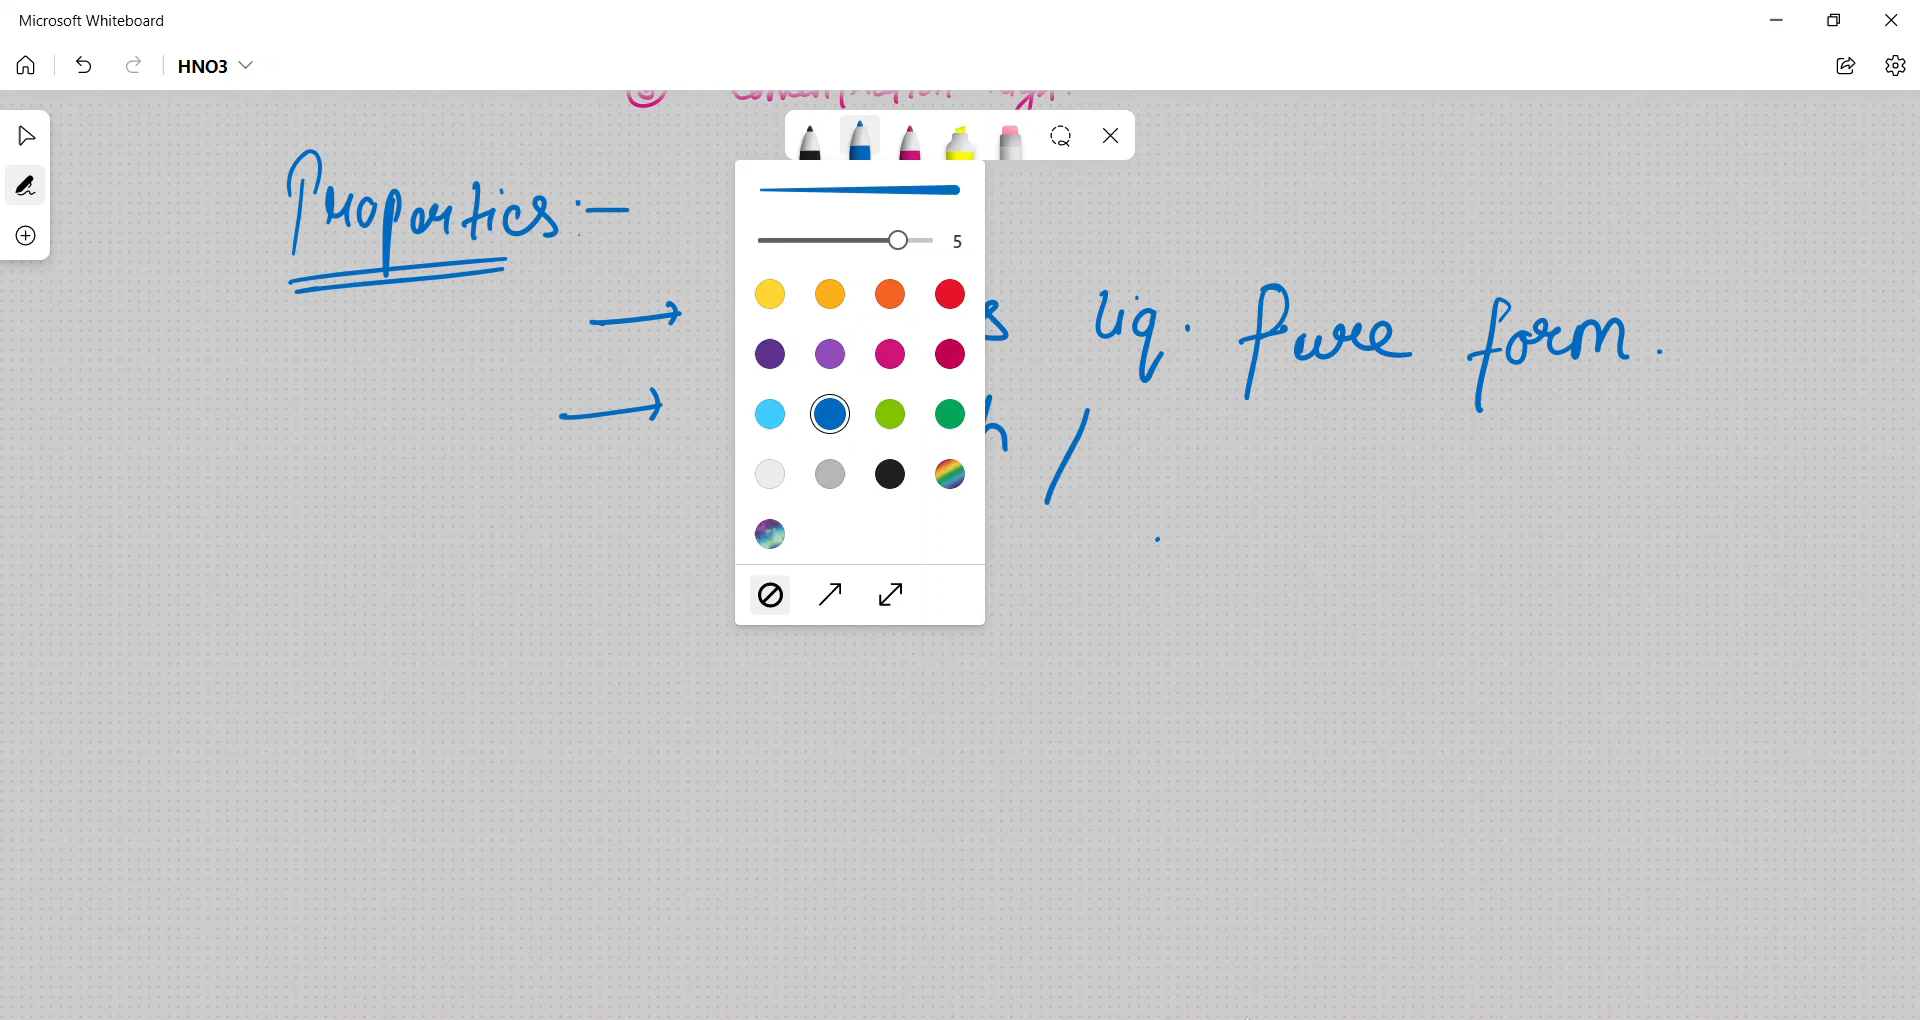 Microsoft Whiteboard
HNO3
Properties :-
5
→ liq. Pure form.
→ /